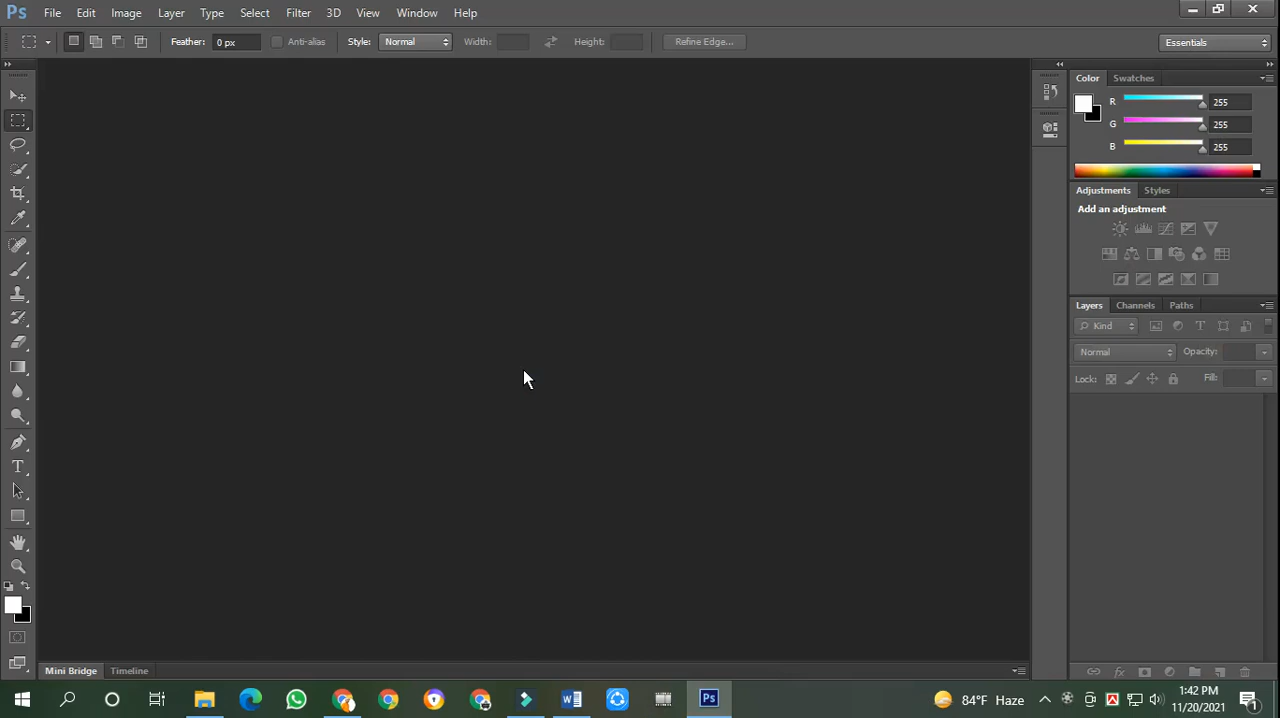 Ps File Edit Image Layer Type Select Filter 3D View Window Help
Feather: 0 px Anti-alias Style: Normal Width: Height: Refine Edge... Essentials
Color Swatches
R 255
G 255
B 255
Adjustments Styles
Add an adjustment
Layers Channels Paths
Kind
Normal Opacity:
Lock: Fill:
T
Mini Bridge Timeline
84°F Haze
1:42 PM
11/20/2021
1